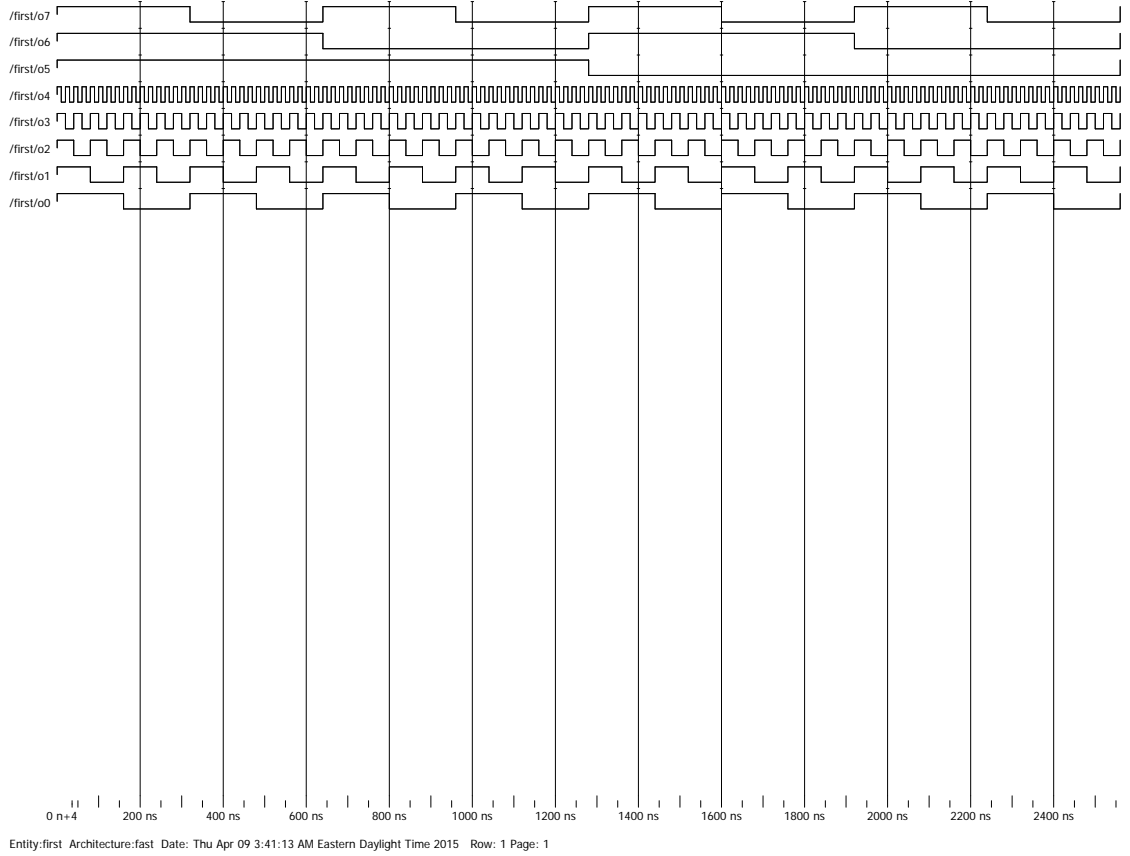 /first/o7
/first/o6
/first/o5
/first/o4
/first/o3
/first/o2
/first/o1
/first/o0
0 n+4 200 ns 400 ns 600 ns 800 ns 1000 ns 1200 ns 1400 ns 1600 ns 1800 ns 2000 ns 2200 ns 2400 ns
Entity:first Architecture:fast Date: Thu Apr 09 3:41:13 AM Eastern Daylight Time 2015 Row: 1 Page: 1